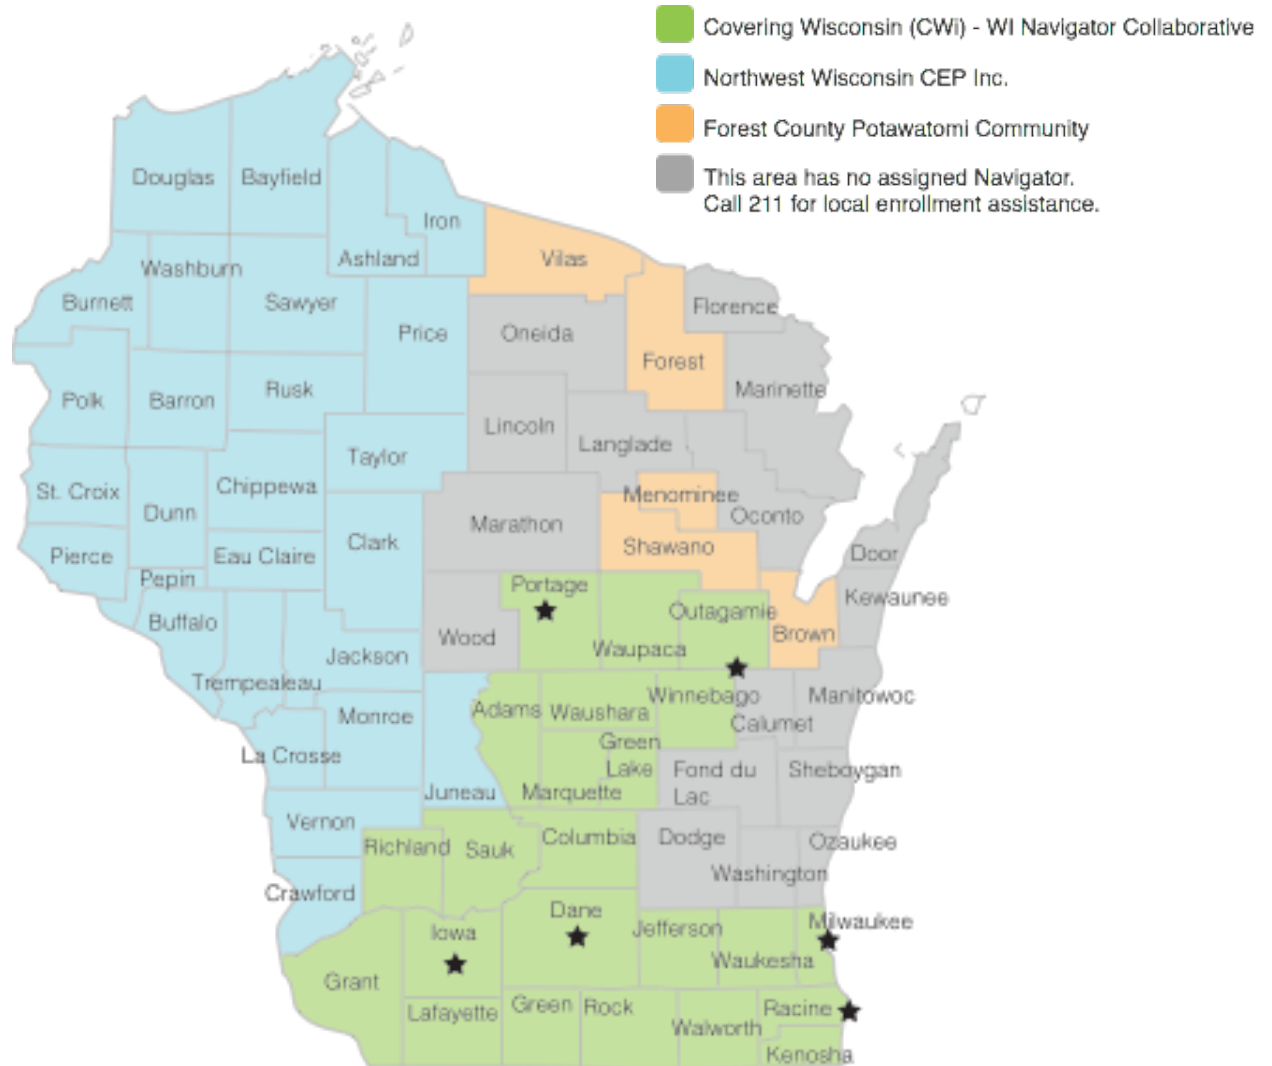 Covering Wisconsin (CWi) - WI Navigator Collaborative
Northwest Wisconsin CEP Inc.
Forest County Potawatomi Community
This area has no assigned Navigator.
Call 211 for local enrollment assistance.
Douglas
Bayfield
Iron
Ashland
Vilas
Washburn
Burnett
Sawyer
Florence
Price
Oneida
Forest
Polk
Barron
Rusk
Marinette
Lincoln
Langlade
Taylor
St. Croix
Chippewa
Menominee
Dunn
Marathon
Oconto
Clark
Shawano
Pierce
Eau Claire
Door
Pepin
Portage
Kewaunee
Buffalo
Outagamie
Wood
Brown
Waupaca
Jackson
Trempealeau
Winnebago
Manitowoc
Adams
Waushara
Monroe
Calumet
Green
Lake
La Crosse
Fond du
Lac
Sheboygan
Juneau
Marquette
Vernon
Columbia
Dodge
Ozaukee
Richland
Sauk
Washington
Crawford
Dane
Milwaukee
Iowa
Jefferson
Waukesha
Grant
Green
Rock
Racine
Lafayette
Walworth
Kenosha